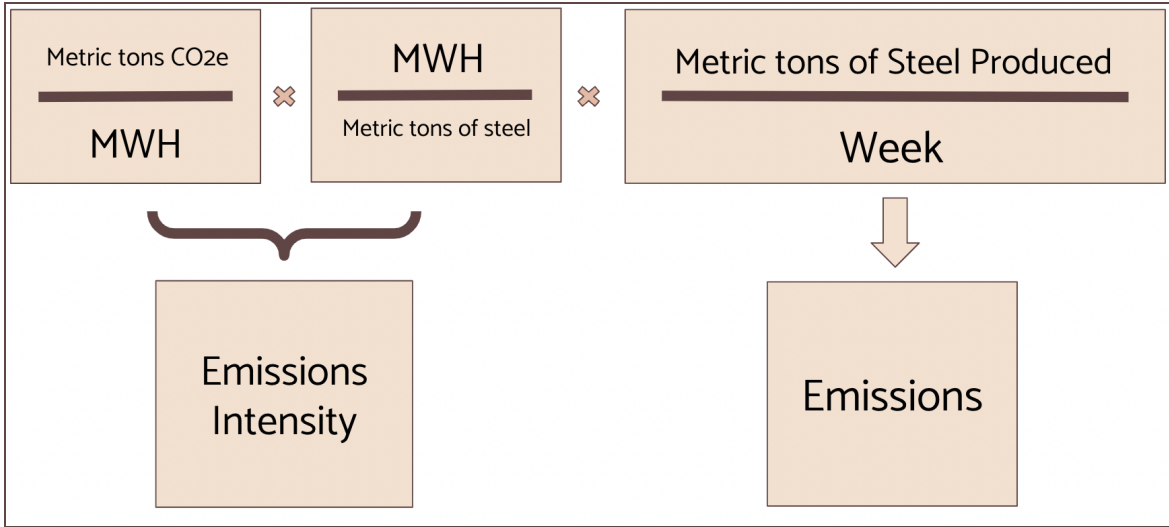 Metric tons CO2e
MWH
MWH
Metric tons of steel
Metric tons of Steel Produced
Week
Emissions
Intensity
Emissions